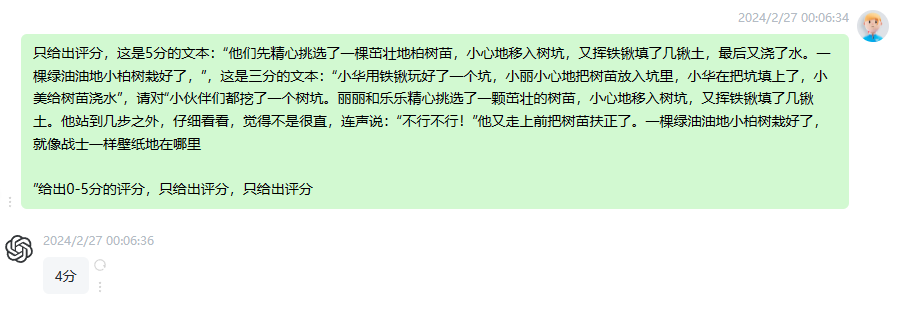 2024/2/27 00:06:34
只给出评分，这是5分的文本：“他们先精心挑选了一棵茁壮地柏树苗，小心地移入树坑，又挥铁锹填了几锹土，最后又浇了水。一
棵绿油油地小柏树栽好了，”，这是三分的文本：“小华用铁锹玩好了一个坑，小丽小心地把树苗放入坑里，小华在把坑填上了，小
美给树苗浇水”，请对“小伙伴们都挖了一个树坑。丽丽和乐乐精心挑选了一颗茁壮的树苗，小心地移入树坑，又挥铁锹填了几锹
土。他站到几步之外，仔细看看，觉得不是很直，连声说：“不行不行！”他又走上前把树苗扶正了。一棵绿油油地小柏树栽好了，
就像战士一样壁纸地在哪里
”给出0-5分的评分，只给出评分，只给出评分
2024/2/27 00:06:36
4分